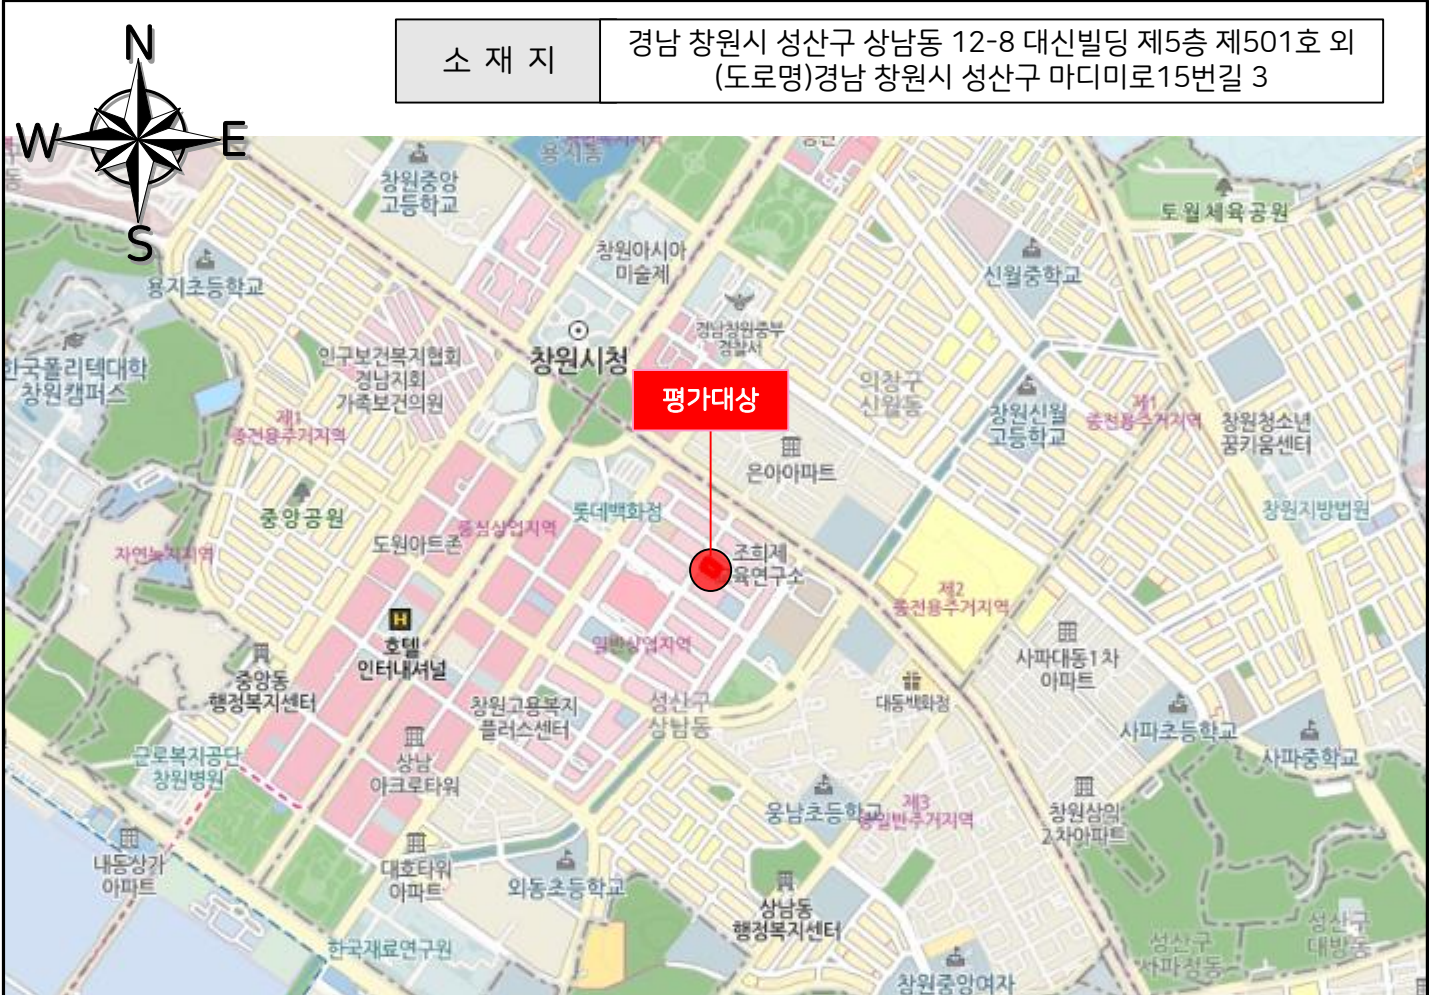 소 재 지
경남 창원시 성산구 상남동 12-8 대신빌딩 제5층 제501호 외
(도로명)경남 창원시 성산구 마디미로15번길 3
N
W
E
S
창원중앙
고등학교
용지동
토월체육공원
창원아시아
미술제
신월중학교
용지초등학교
경남창원중부
경찰서
창원시청
인구보건복지협회
경남지회
가족보건의원
한국폴리텍대학
창원캠퍼스
평가대상
의창구
신월동
창원신월
고등학교
제1
종전용주거지역
제1
종전용주거지역
창원청소년
꿈키움센터
은아아파트
중앙공원
롯데백화점
중심상업지역
창원지방법원
도원아트존
자연녹지지역
조희제
육연구소
제2
종전용주거지역
H
호텔
인터내셔널
일반상업지역
사파대동1차
아파트
중앙동
행정복지센터
창원고용복지
플러스센터
성산구
상남동
대동백화점
사파초등학교
사파중학교
근로복지공단
창원병원
상남
아크로타워
웅남초등학교
제3
종일반주거지역
창원삼익
2차아파트
내동상가
아파트
대호타워
아파트
외동초등학교
상남동
행정복지센터
한국재료연구원
성산구
사파정동
성산구
대방동
창원중앙여자